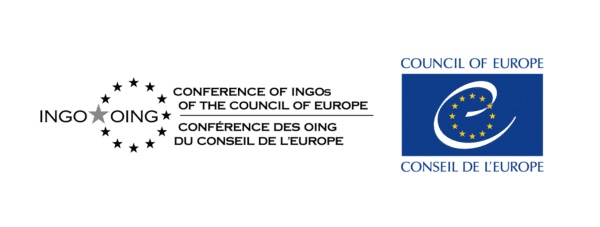 INGO OING
CONFERENCE OF INGOs
OF THE COUNCIL OF EUROPE
CONFÉRENCE DES OING
DU CONSEIL DE L'EUROPE
COUNCIL OF EUROPE
CONSEIL DE L'EUROPE